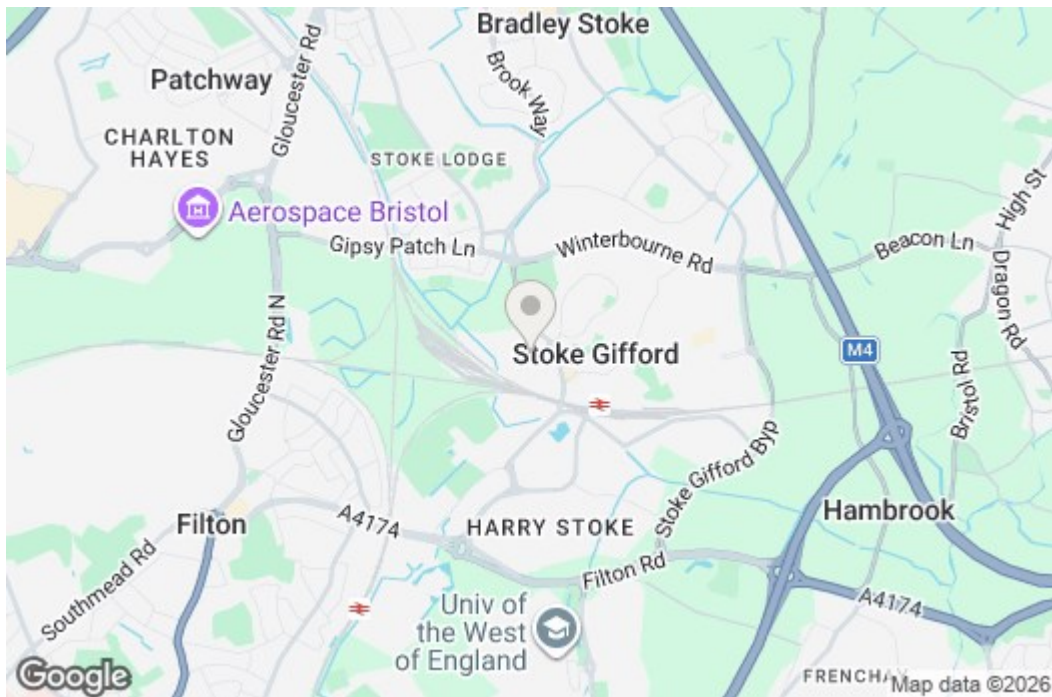 Bradley Stoke
Gloucester Rd
Brook Way
Patchway
CHARLTON
HAYES
STOKE LODGE
High St
Aerospace Bristol
Gipsy Patch Ln
Winterbourne Rd
Beacon Ln
Dragon Rd
Gloucester Rd N
Stoke Gifford
M4
Bristol Rd
Stoke Gifford Byp
Filton
A4174
HARRY STOKE
Hambrook
Southmead Rd
Filton Rd
A4174
Univ of
the West
of England
Google
FRENCHAY
Map data ©2026